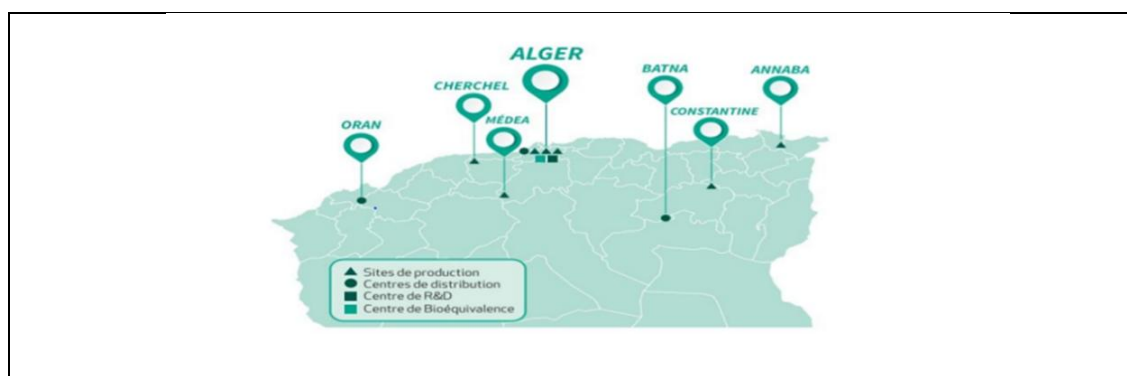 ALGER
BATNA
ANNABA
CHERCHEL
CONSTANTINE
MÉDEA
ORAN
Sites de production
Centres de distribution
Centre de R&D
Centre de Bioéquivalence